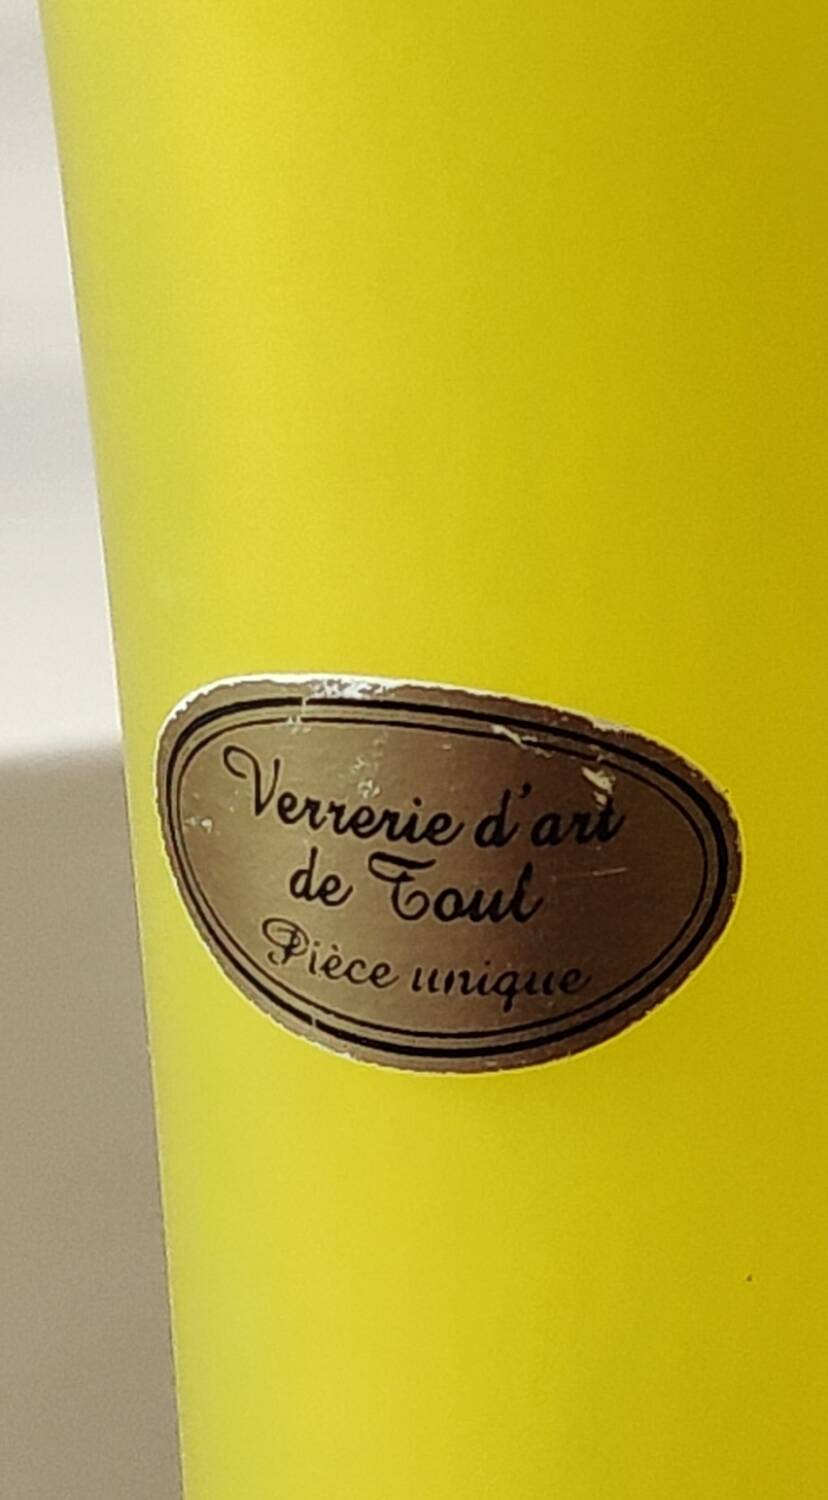 Verrerie d'art
de Toul
Pièce unique